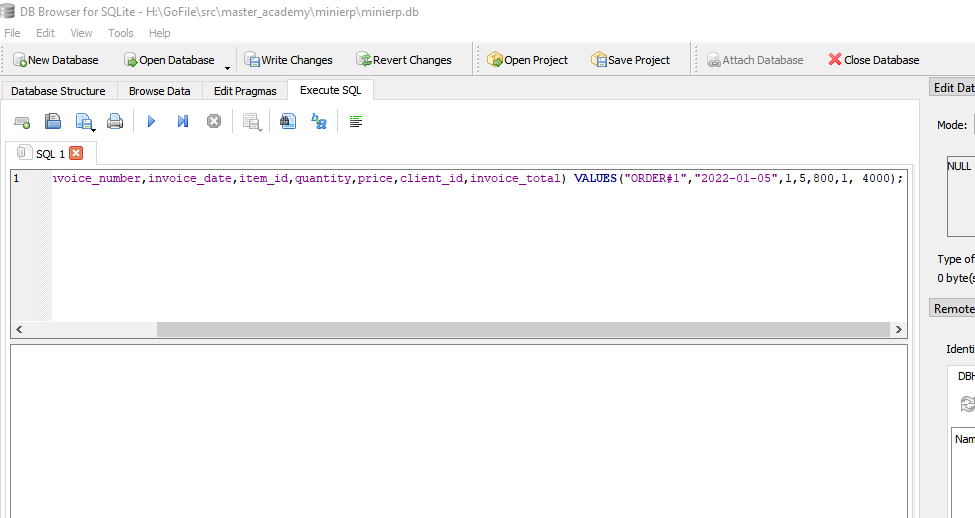 DB Browser for SQLite - H:\GoFile\src\master_academy\minierp\minierp.db
File Edit View Tools Help
New Database Open Database Write Changes Revert Changes Open Project Save Project Attach Database Close Database
Database Structure Browse Data Edit Pragmas Execute SQL
Edit Dat
Mode:
SQL 1
NULL
1 nvoice_number,invoice_date,item_id,quantity,price,client_id,invoice_total) VALUES("ORDER#1","2022-01-05",1,5,800,1, 4000);
Type of
0 byte(s
Remote
Identi
DBH
Nam